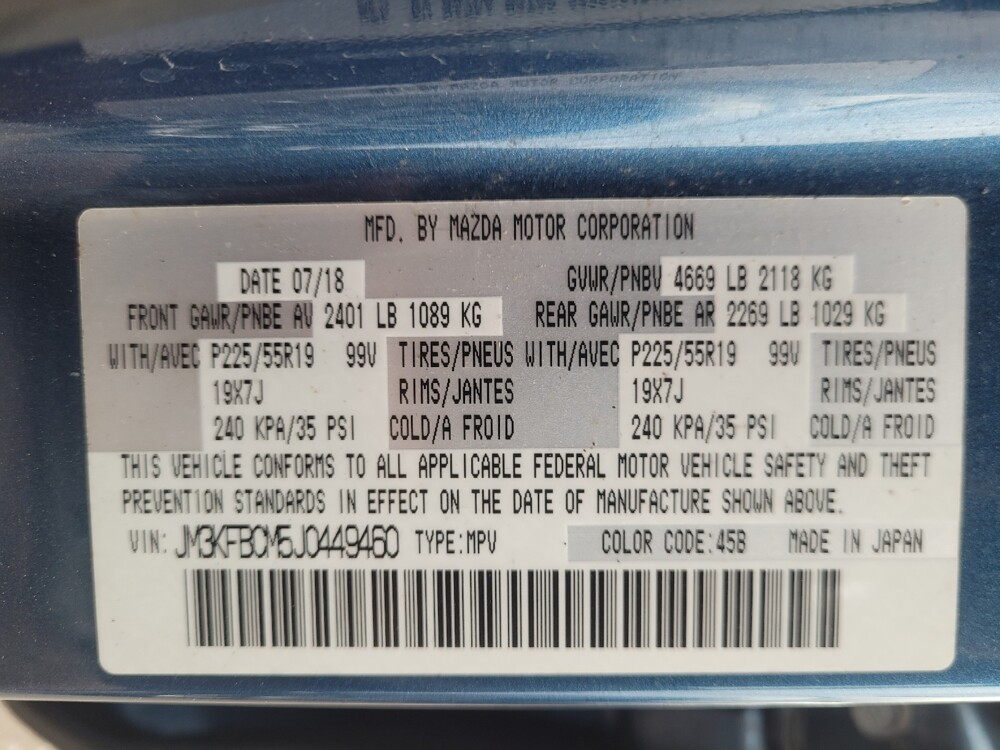 MFD. BY MAZDA MOTOR CORPORATION
DATE 07/18 GVWR/PNBV 4669 LB 2118 KG
FRONT GAWR/PNBE AV 2401 LB 1089 KG REAR GAWR/PNBE AR 2269 LB 1029 KG
WITH/AVEC P225/55R19 99V TIRES/PNEUS WITH/AVEC P225/55R19 99V TIRES/PNEUS
19X7J RIMS/JANTES 19X7J RIMS/JANTES
240 KPA/35 PSI COLD/A FROID 240 KPA/35 PSI COLD/A FROID
THIS VEHICLE CONFORMS TO ALL APPLICABLE FEDERAL MOTOR VEHICLE SAFETY AND THEFT
PREVENTION STANDARDS IN EFFECT ON THE DATE OF MANUFACTURE SHOWN ABOVE.
VIN: JM3KFBCM5J0449460 TYPE:MPV COLOR CODE:45B MADE IN JAPAN